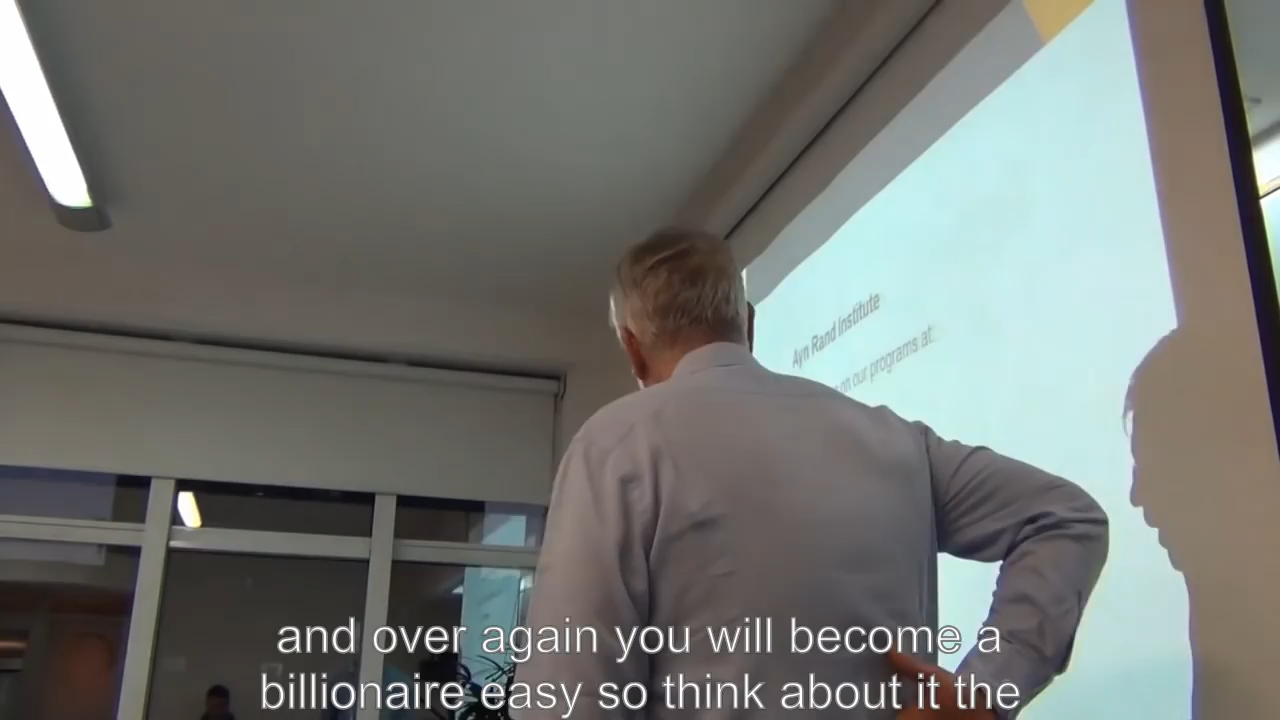 Ayn Rand Institute
on our programs at:
and over again you will become a
billionaire easy so think about it the